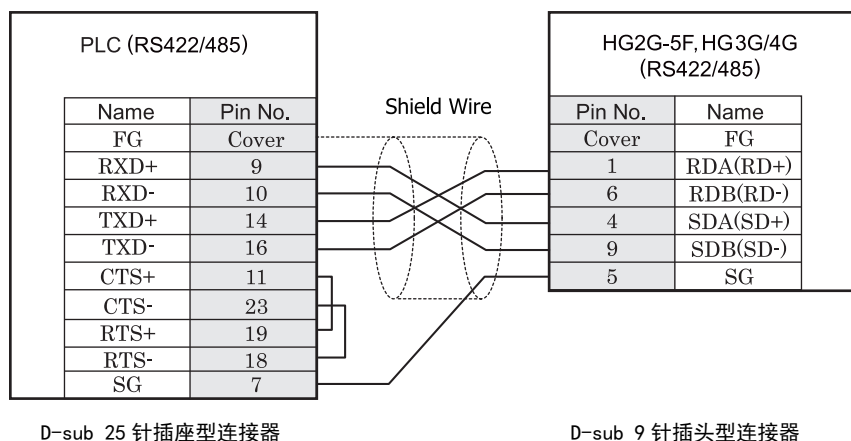 PLC (RS422/485)
Name Pin No.
FG Cover
RXD+ 9
RXD- 10
TXD+ 14
TXD- 16
CTS+ 11
CTS- 23
RTS+ 19
RTS- 18
SG 7
Shield Wire
HG2G-5F, HG3G/4G
(RS422/485)
Pin No. Name
Cover FG
1 RDA(RD+)
6 RDB(RD-)
4 SDA(SD+)
9 SDB(SD-)
5 SG
D-sub 25 针插座型连接器
D-sub 9 针插头型连接器